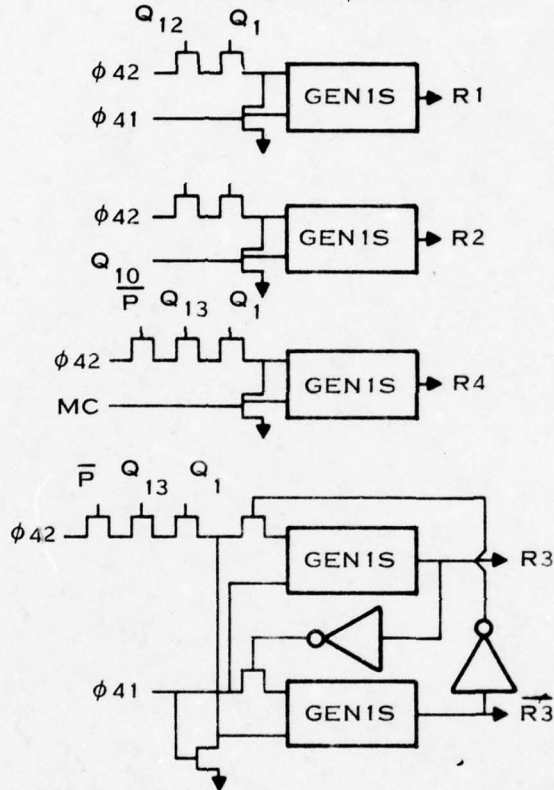 Q12 Q1
φ42
GEN1S R1
φ41
φ42
GEN1S R2
Q10
P̅ Q13 Q1
φ42
GEN1S R4
MC
P̅ Q13 Q1
φ42
GEN1S R3
φ41
GEN1S R̅3̅